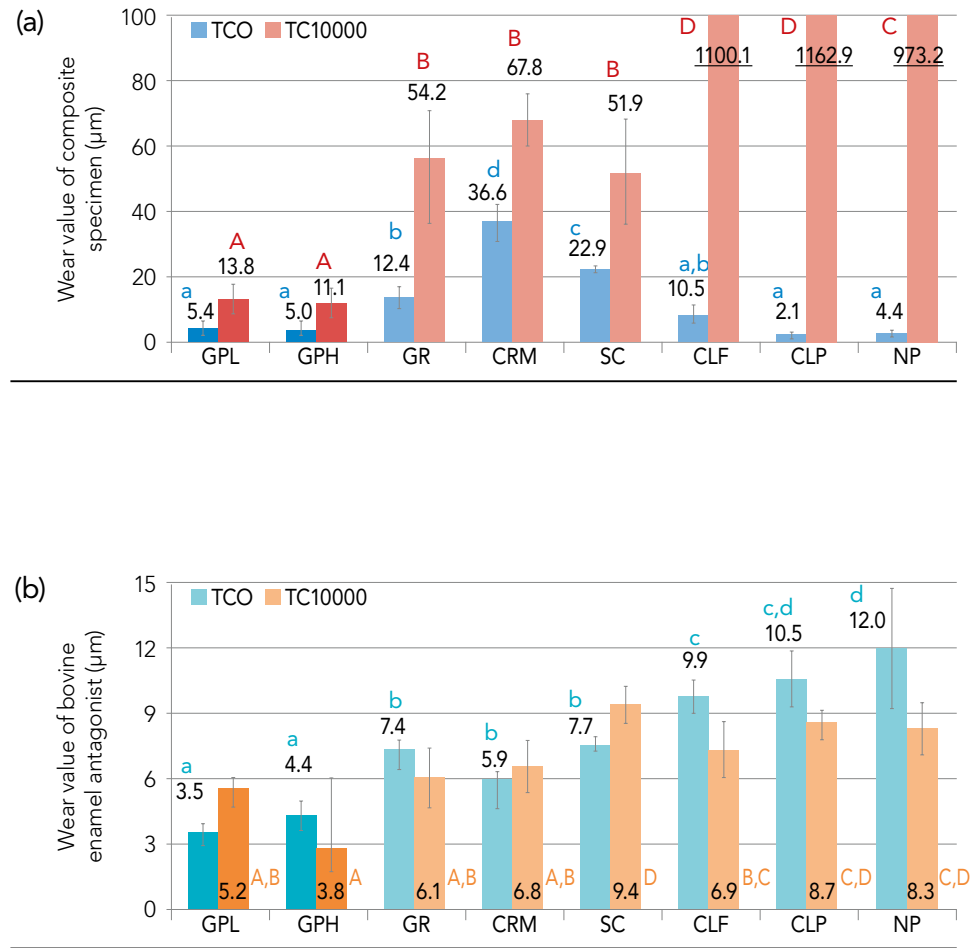 (a)
TCO TC10000
Wear value of composite
specimen (µm)
100
80
60
40
20
0
a 5.4 A 13.8
a 5.0 A 11.1
b 12.4 B 54.2
d 36.6 B 67.8
c 22.9 B 51.9
a,b 10.5 D 1100.1
a 2.1 D 1162.9
a 4.4 C 973.2
GPL GPH GR CRM SC CLF CLP NP
(b)
TCO TC10000
Wear value of bovine
enamel antagonist (µm)
15
12
9
6
3
0
a 3.5 5.2 A,B
a 4.4 3.8 A
b 7.4 6.1 A,B
b 5.9 6.8 A,B
b 7.7 9.4 D
c 9.9 6.9 B,C
c,d 10.5 8.7 C,D
d 12.0 8.3 C,D
GPL GPH GR CRM SC CLF CLP NP